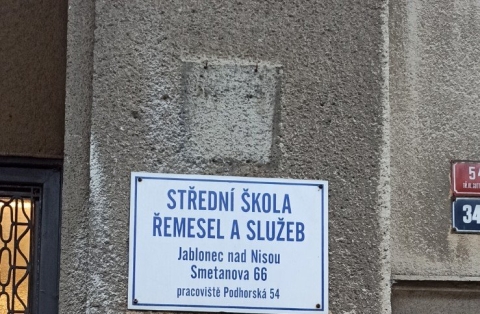 STŘEDNÍ ŠKOLA
ŘEMESEL A SLUŽEB
Jablonec nad Nisou
Smetanova 66
pracoviště Podhorská 54
54
34